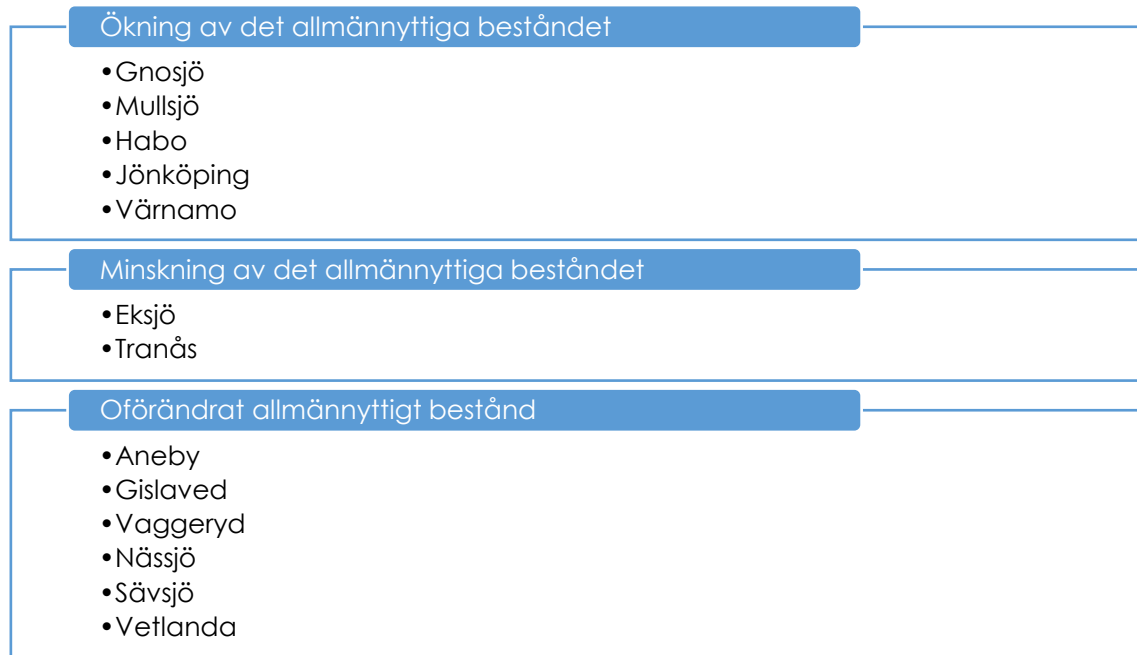 Ökning av det allmännyttiga beståndet
•Gnosjö
•Mullsjö
•Habo
•Jönköping
•Värnamo
Minskning av det allmännyttiga beståndet
•Eksjö
•Tranås
Oförändrat allmännyttigt bestånd
•Aneby
•Gislaved
•Vaggeryd
•Nässjö
•Sävsjö
•Vetlanda